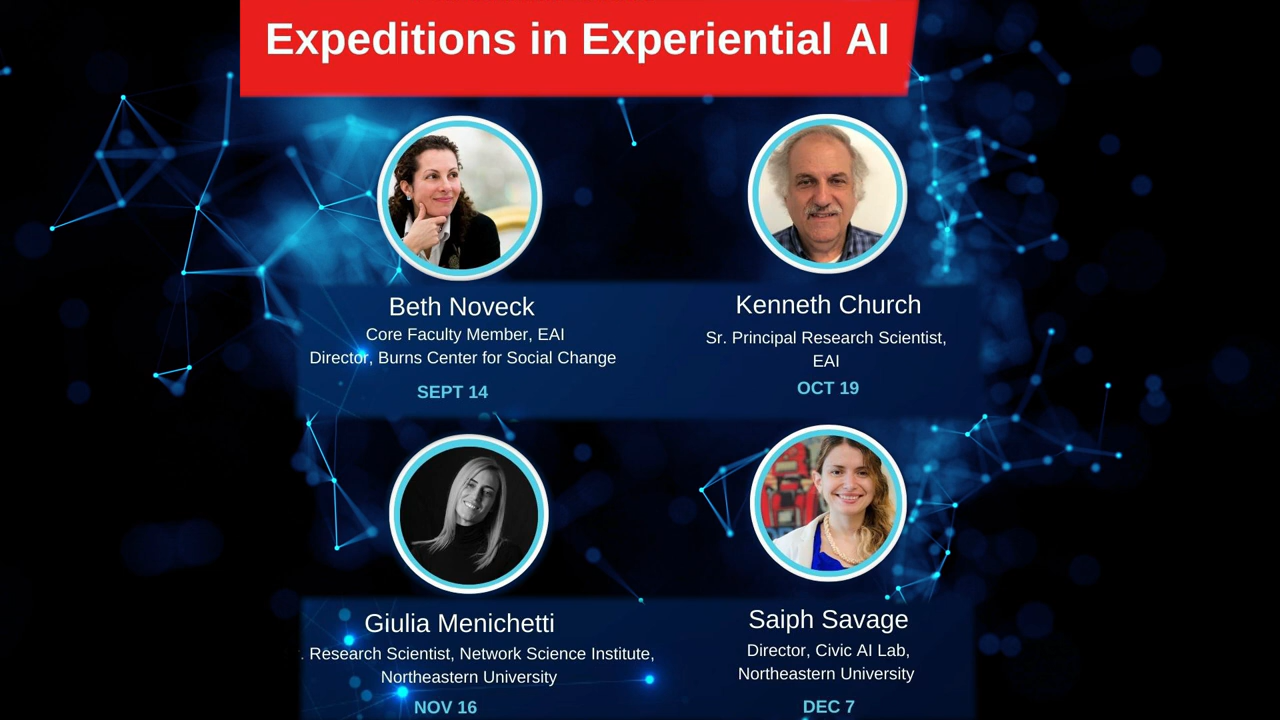 Expeditions in Experiential AI
Beth Noveck
Core Faculty Member, EAI
Director, Burns Center for Social Change
SEPT 14
Kenneth Church
Sr. Principal Research Scientist,
EAI
OCT 19
Giulia Menichetti
. Research Scientist, Network Science Institute,
Northeastern University
NOV 16
Saiph Savage
Director, Civic AI Lab,
Northeastern University
DEC 7